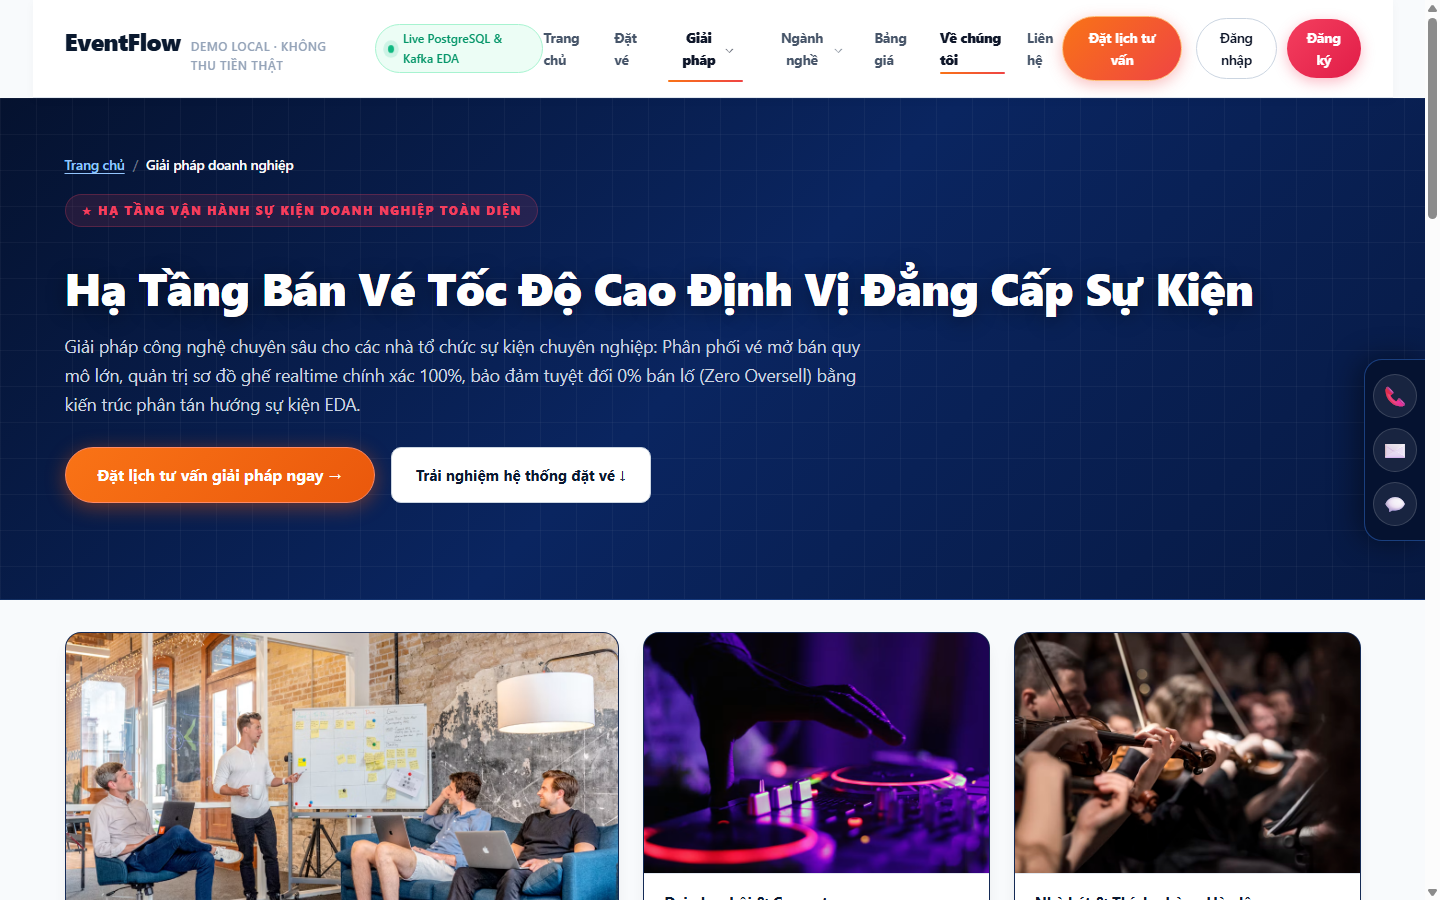 EventFlow
DEMO LOCAL · KHÔNG
THU TIỀN THẬT
Live PostgreSQL &
Kafka EDA
Trang
chủ
Đặt
vé
Giải
pháp
Ngành
nghề
Bảng
giá
Về chúng
tôi
Liên
hệ
Đặt lịch tư
vấn
Đăng
nhập
Đăng
ký
Trang chủ / Giải pháp doanh nghiệp
★ HẠ TẦNG VẬN HÀNH SỰ KIỆN DOANH NGHIỆP TOÀN DIỆN
Hạ Tầng Bán Vé Tốc Độ Cao Định Vị Đẳng Cấp Sự Kiện
Giải pháp công nghệ chuyên sâu cho các nhà tổ chức sự kiện chuyên nghiệp: Phân phối vé mở bán quy
mô lớn, quản trị sơ đồ ghế realtime chính xác 100%, bảo đảm tuyệt đối 0% bán lố (Zero Oversell) bằng
kiến trúc phân tán hướng sự kiện EDA.
Đặt lịch tư vấn giải pháp ngay →
Trải nghiệm hệ thống đặt vé ↓